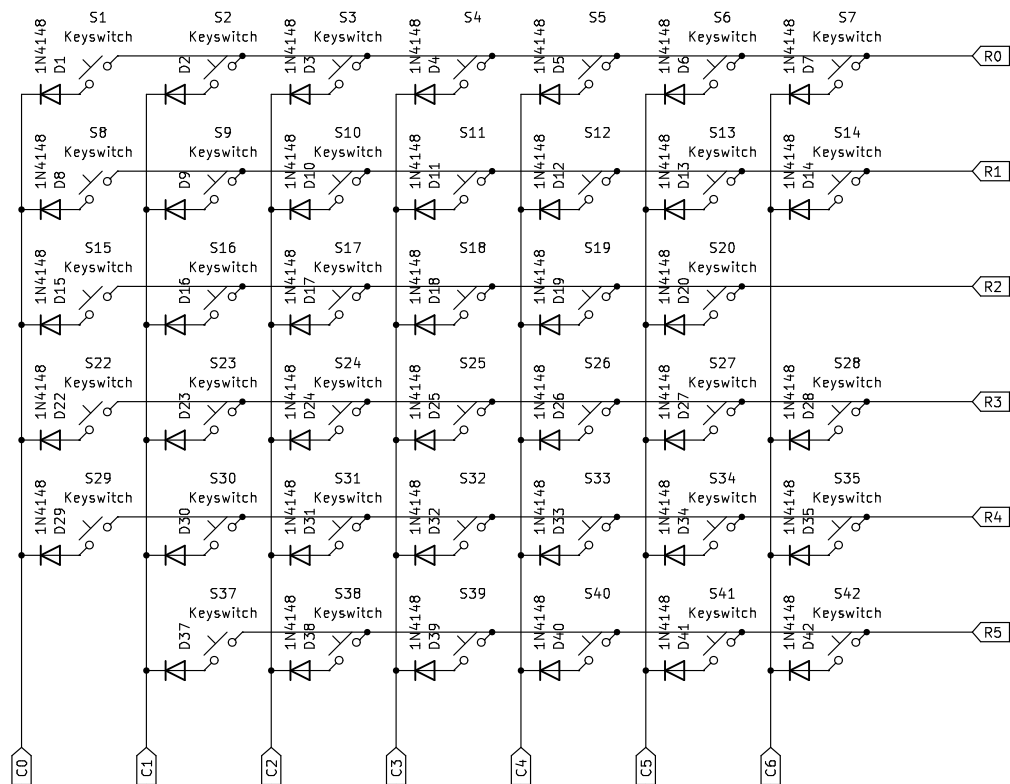 S1 S2 S3 S4 S5 S6 S7
Keyswitch Keyswitch Keyswitch Keyswitch Keyswitch
1N4148 1N4148 1N4148 1N4148 1N4148 1N4148
D1 D2 D3 D4 D5 D6 D7
R0
S8 S9 S10 S11 S12 S13 S14
Keyswitch Keyswitch Keyswitch Keyswitch Keyswitch
1N4148 1N4148 1N4148 1N4148 1N4148 1N4148
D8 D9 D10 D11 D12 D13 D14
R1
S15 S16 S17 S18 S19 S20
Keyswitch Keyswitch Keyswitch Keyswitch
1N4148 1N4148 1N4148 1N4148 1N4148
D15 D16 D17 D18 D19 D20
R2
S22 S23 S24 S25 S26 S27 S28
Keyswitch Keyswitch Keyswitch Keyswitch Keyswitch
1N4148 1N4148 1N4148 1N4148 1N4148 1N4148
D22 D23 D24 D25 D26 D27 D28
R3
S29 S30 S31 S32 S33 S34 S35
Keyswitch Keyswitch Keyswitch Keyswitch Keyswitch
1N4148 1N4148 1N4148 1N4148 1N4148 1N4148
D29 D30 D31 D32 D33 D34 D35
R4
S37 S38 S39 S40 S41 S42
Keyswitch Keyswitch Keyswitch Keyswitch
1N4148 1N4148 1N4148 1N4148 1N4148
D37 D38 D39 D40 D41 D42
R5
C0 C1 C2 C3 C4 C5 C6